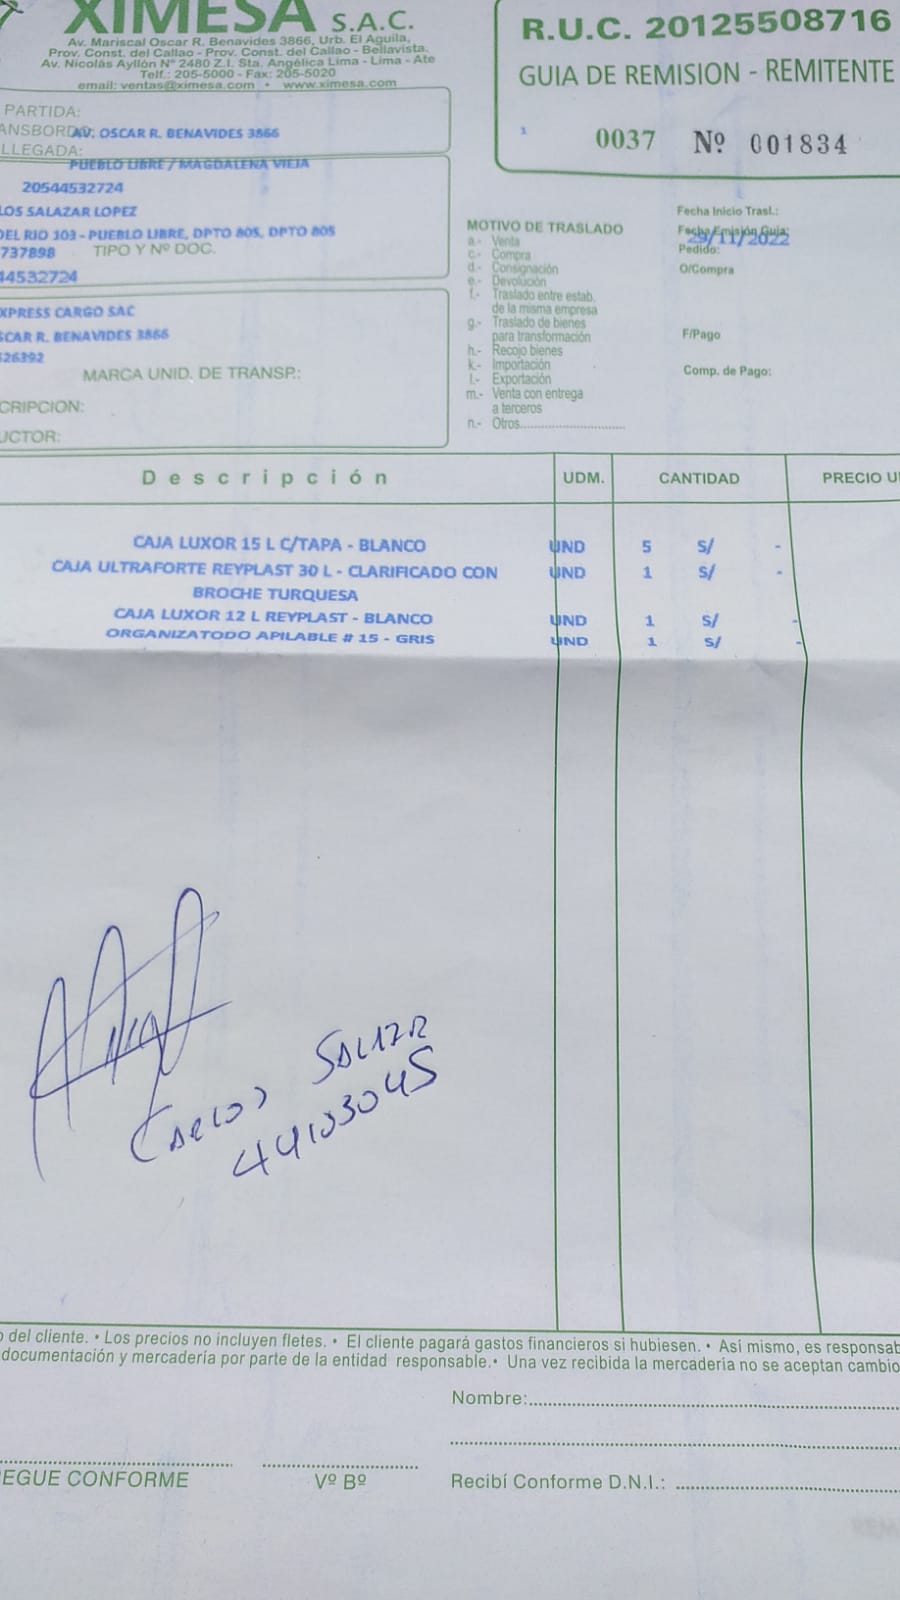 XIMESA S.A.C.
Av. Mariscal Oscar R. Benavides 3866, Urb. El Aguila,
Prov. Const. del Callao - Prov. Const. del Callao - Bellavista.
Av. Nicolás Ayllón Nº 2480 Z.I. Sta. Angélica Lima - Lima - Ate
Telf.: 205-5000 - Fax: 205-5020
email: ventas@ximesa.com • www.ximesa.com
R.U.C. 20125508716
GUIA DE REMISION - REMITENTE
1 0037 Nº 001834
PARTIDA:
ANSBORDO: AV. OSCAR R. BENAVIDES 3866
LLEGADA:
PUEBLO LIBRE / MAGDALENA VIEJA
20544532724
LOS SALAZAR LOPEZ
DEL RIO 103 - PUEBLO LIBRE, DPTO 805, DPTO 805
737898 TIPO Y Nº DOC.
44532724
XPRESS CARGO SAC
SCAR R. BENAVIDES 3866
526392
MARCA UNID. DE TRANSP.:
CRIPCION:
UCTOR:
MOTIVO DE TRASLADO
a.- Venta
c.- Compra
d.- Consignación
e.- Devolución
f.- Traslado entre estab.
de la misma empresa
g.- Traslado de bienes
para transformación
h.- Recojo bienes
k.- Importación
l.- Exportación
m.- Venta con entrega
a terceros
n.- Otros
Fecha Inicio Trasl.:
Fecha Emisión Guía:
29/11/2022
Pedido:
O/Compra
F/Pago
Comp. de Pago:
Descripción UDM. CANTIDAD PRECIO U
CAJA LUXOR 15 L C/TAPA - BLANCO UND 5 S/ -
CAJA ULTRAFORTE REYPLAST 30 L - CLARIFICADO CON UND 1 S/ -
BROCHE TURQUESA
CAJA LUXOR 12 L REYPLAST - BLANCO UND 1 S/ -
ORGANIZATODO APILABLE # 15 - GRIS UND 1 S/ -
Carlos Salazar
44103045
o del cliente. • Los precios no incluyen fletes. • El cliente pagará gastos financieros si hubiesen. • Así mismo, es responsab
documentación y mercadería por parte de la entidad responsable. • Una vez recibida la mercadería no se aceptan cambio
Nombre:
EGUE CONFORME
Vº Bº
Recibí Conforme D.N.I.: